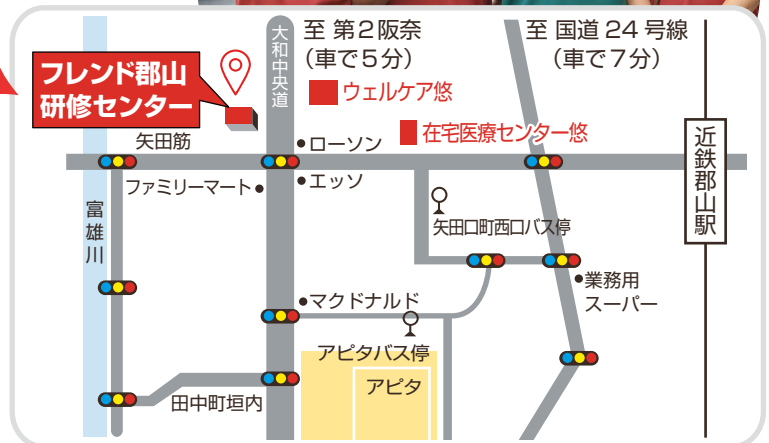 至 第2阪奈
（車で5分）
至 国道24号線
（車で7分）
大和中央道
フレンド郡山
研修センター
ウェルケア悠
在宅医療センター悠
矢田筋
ローソン
近鉄郡山駅
ファミリーマート
エッソ
富雄川
矢田口町西口バス停
業務用
スーパー
マクドナルド
アピタバス停
アピタ
田中町垣内